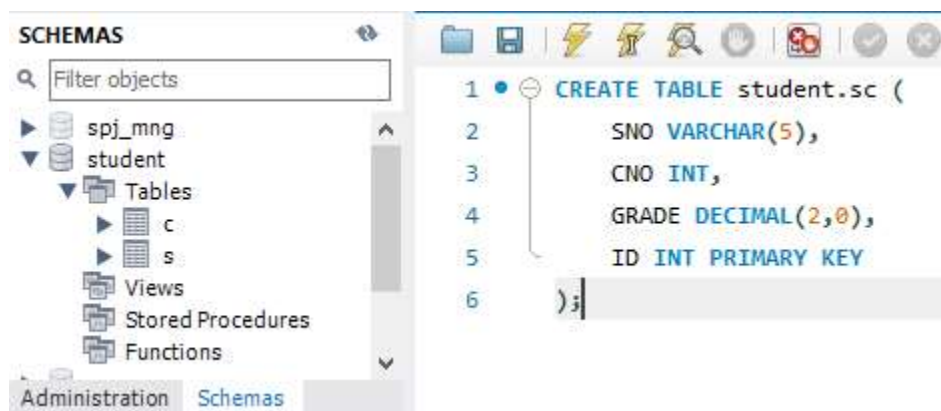 SCHEMAS
Filter objects
spj_mng
student
Tables
c
s
Views
Stored Procedures
Functions
Administration Schemas
1 CREATE TABLE student.sc (
2 SNO VARCHAR(5),
3 CNO INT,
4 GRADE DECIMAL(2,0),
5 ID INT PRIMARY KEY
6 );